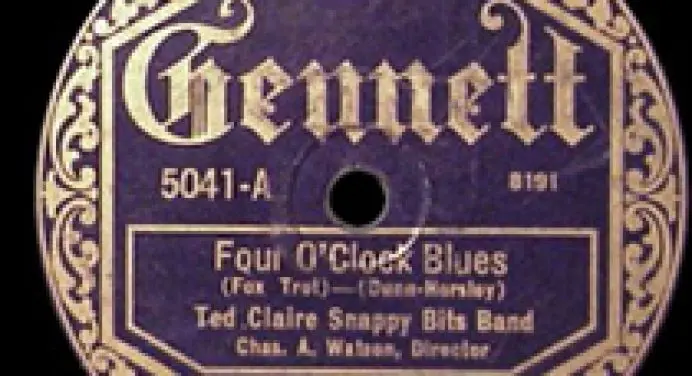 Gennett
5041-A 8191
Four O'Clock Blues
(Fox Trot)—(Dunn-Horsley)
Ted Claire Snappy Bits Band
Chas. A. Watson, Director